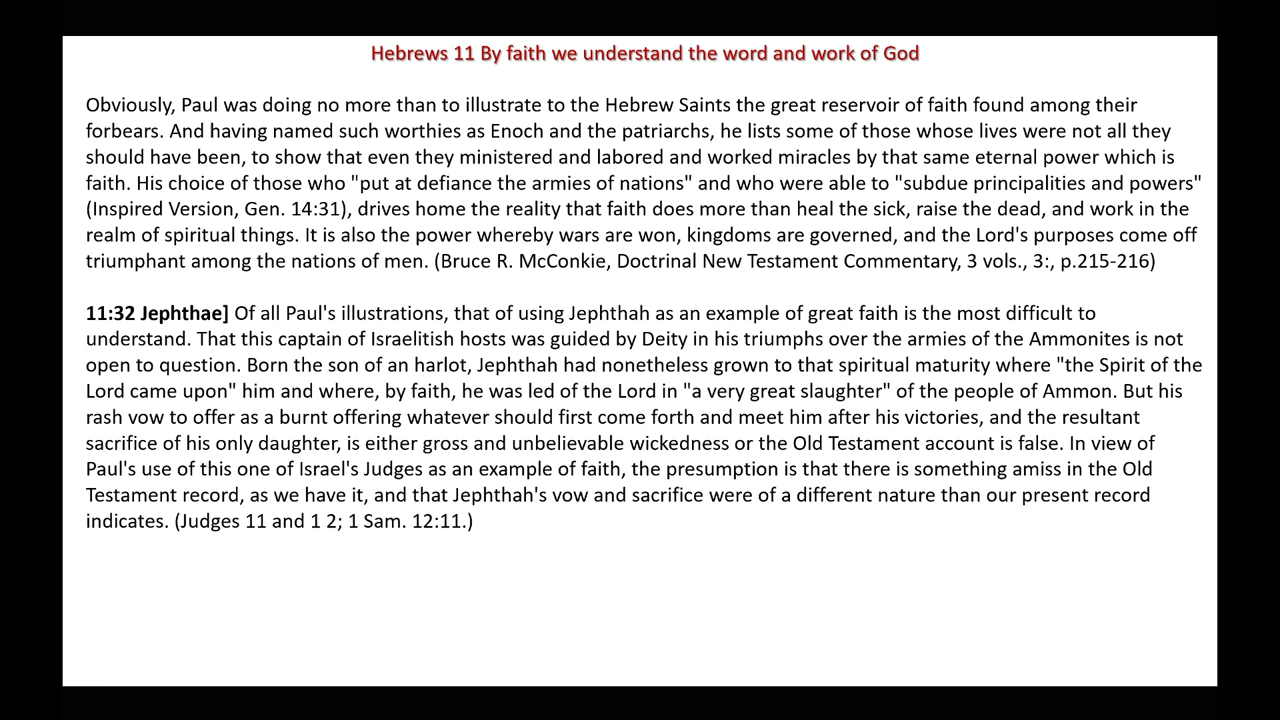 Hebrews 11 By faith we understand the word and work of God
Obviously, Paul was doing no more than to illustrate to the Hebrew Saints the great reservoir of faith found among their
forbears. And having named such worthies as Enoch and the patriarchs, he lists some of those whose lives were not all they
should have been, to show that even they ministered and labored and worked miracles by that same eternal power which is
faith. His choice of those who "put at defiance the armies of nations" and who were able to "subdue principalities and powers"
(Inspired Version, Gen. 14:31), drives home the reality that faith does more than heal the sick, raise the dead, and work in the
realm of spiritual things. It is also the power whereby wars are won, kingdoms are governed, and the Lord's purposes come off
triumphant among the nations of men. (Bruce R. McConkie, Doctrinal New Testament Commentary, 3 vols., 3:, p.215-216)
11:32 Jephthae] Of all Paul's illustrations, that of using Jephthah as an example of great faith is the most difficult to
understand. That this captain of Israelitish hosts was guided by Deity in his triumphs over the armies of the Ammonites is not
open to question. Born the son of an harlot, Jephthah had nonetheless grown to that spiritual maturity where "the Spirit of the
Lord came upon" him and where, by faith, he was led of the Lord in "a very great slaughter" of the people of Ammon. But his
rash vow to offer as a burnt offering whatever should first come forth and meet him after his victories, and the resultant
sacrifice of his only daughter, is either gross and unbelievable wickedness or the Old Testament account is false. In view of
Paul's use of this one of Israel's Judges as an example of faith, the presumption is that there is something amiss in the Old
Testament record, as we have it, and that Jephthah's vow and sacrifice were of a different nature than our present record
indicates. (Judges 11 and 1 2; 1 Sam. 12:11.)